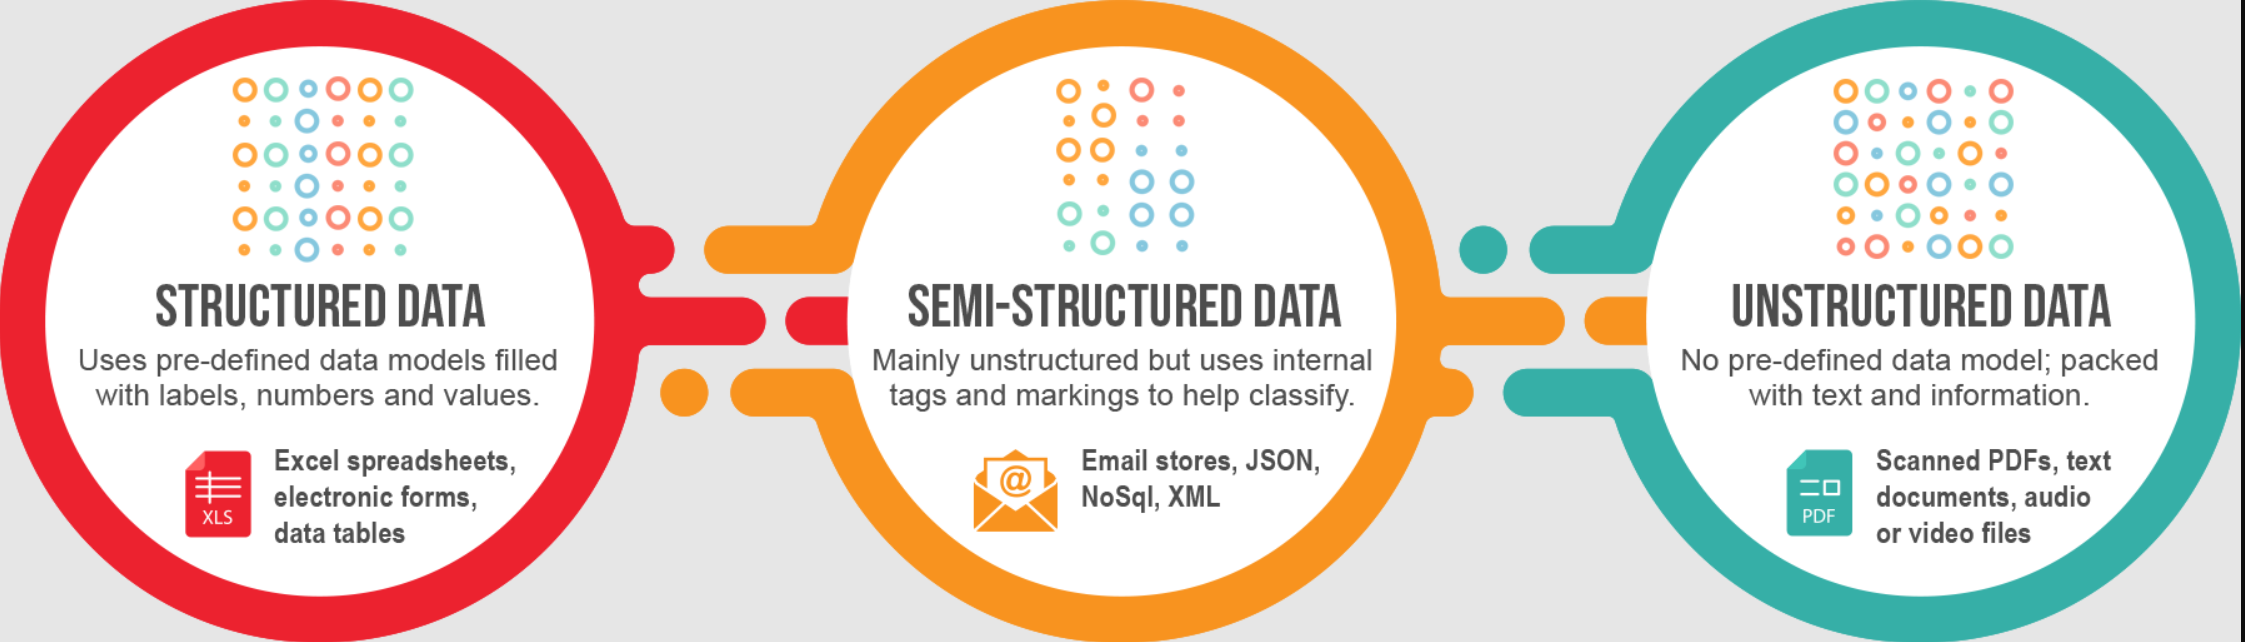 STRUCTURED DATA
Uses pre-defined data models filled
with labels, numbers and values.
XLS
Excel spreadsheets,
electronic forms,
data tables
SEMI-STRUCTURED DATA
Mainly unstructured but uses internal
tags and markings to help classify.
@
Email stores, JSON,
NoSql, XML
UNSTRUCTURED DATA
No pre-defined data model; packed
with text and information.
PDF
Scanned PDFs, text
documents, audio
or video files